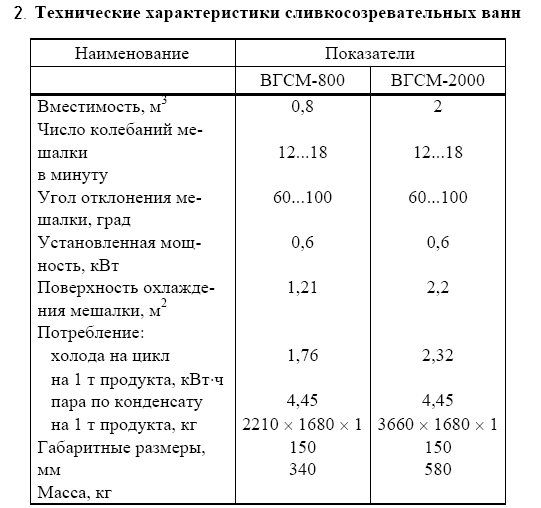 2. Технические характеристики сливкосозревательных ванн
Наименование Показатели
ВГСМ-800 ВГСМ-2000
Вместимость, м³ 0,8 2
Число колебаний ме-
шалки 12...18 12...18
в минуту
Угол отклонения ме- 60...100 60...100
шалки, град
Установленная мощ- 0,6 0,6
ность, кВт
Поверхность охлажде- 1,21 2,2
ния мешалки, м²
Потребление:
холода на цикл 1,76 2,32
на 1 т продукта, кВт·ч
пара по конденсату 4,45 4,45
на 1 т продукта, кг 2210 × 1680 × 1 3660 × 1680 × 1
Габаритные размеры, 150 150
мм 340 580
Масса, кг